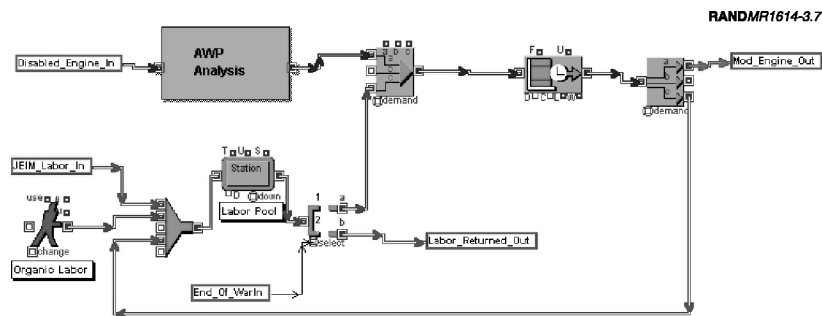 RANDMR1614-3.7
AWP
Analysis
Disabled_Engine_In
a b c
a
b
c
demand
F U
D C L W
a
b
c
demand
Mod_Engine_Out
JEIM_Labor_In
T U S
Station
D down
Labor Pool
use
u
change
Organic Labor
1
2
a
b
select
Labor_Returned_Out
End_Of_WarIn